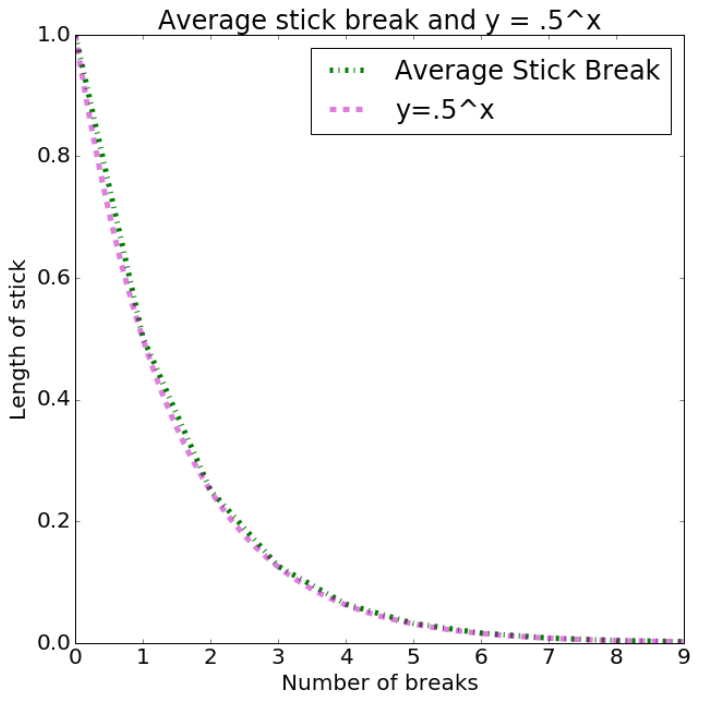 Average stick break and y = .5^x
Average Stick Break
y=.5^x
1.0
0.8
0.6
0.4
0.2
0.0
Length of stick
0 1 2 3 4 5 6 7 8 9
Number of breaks